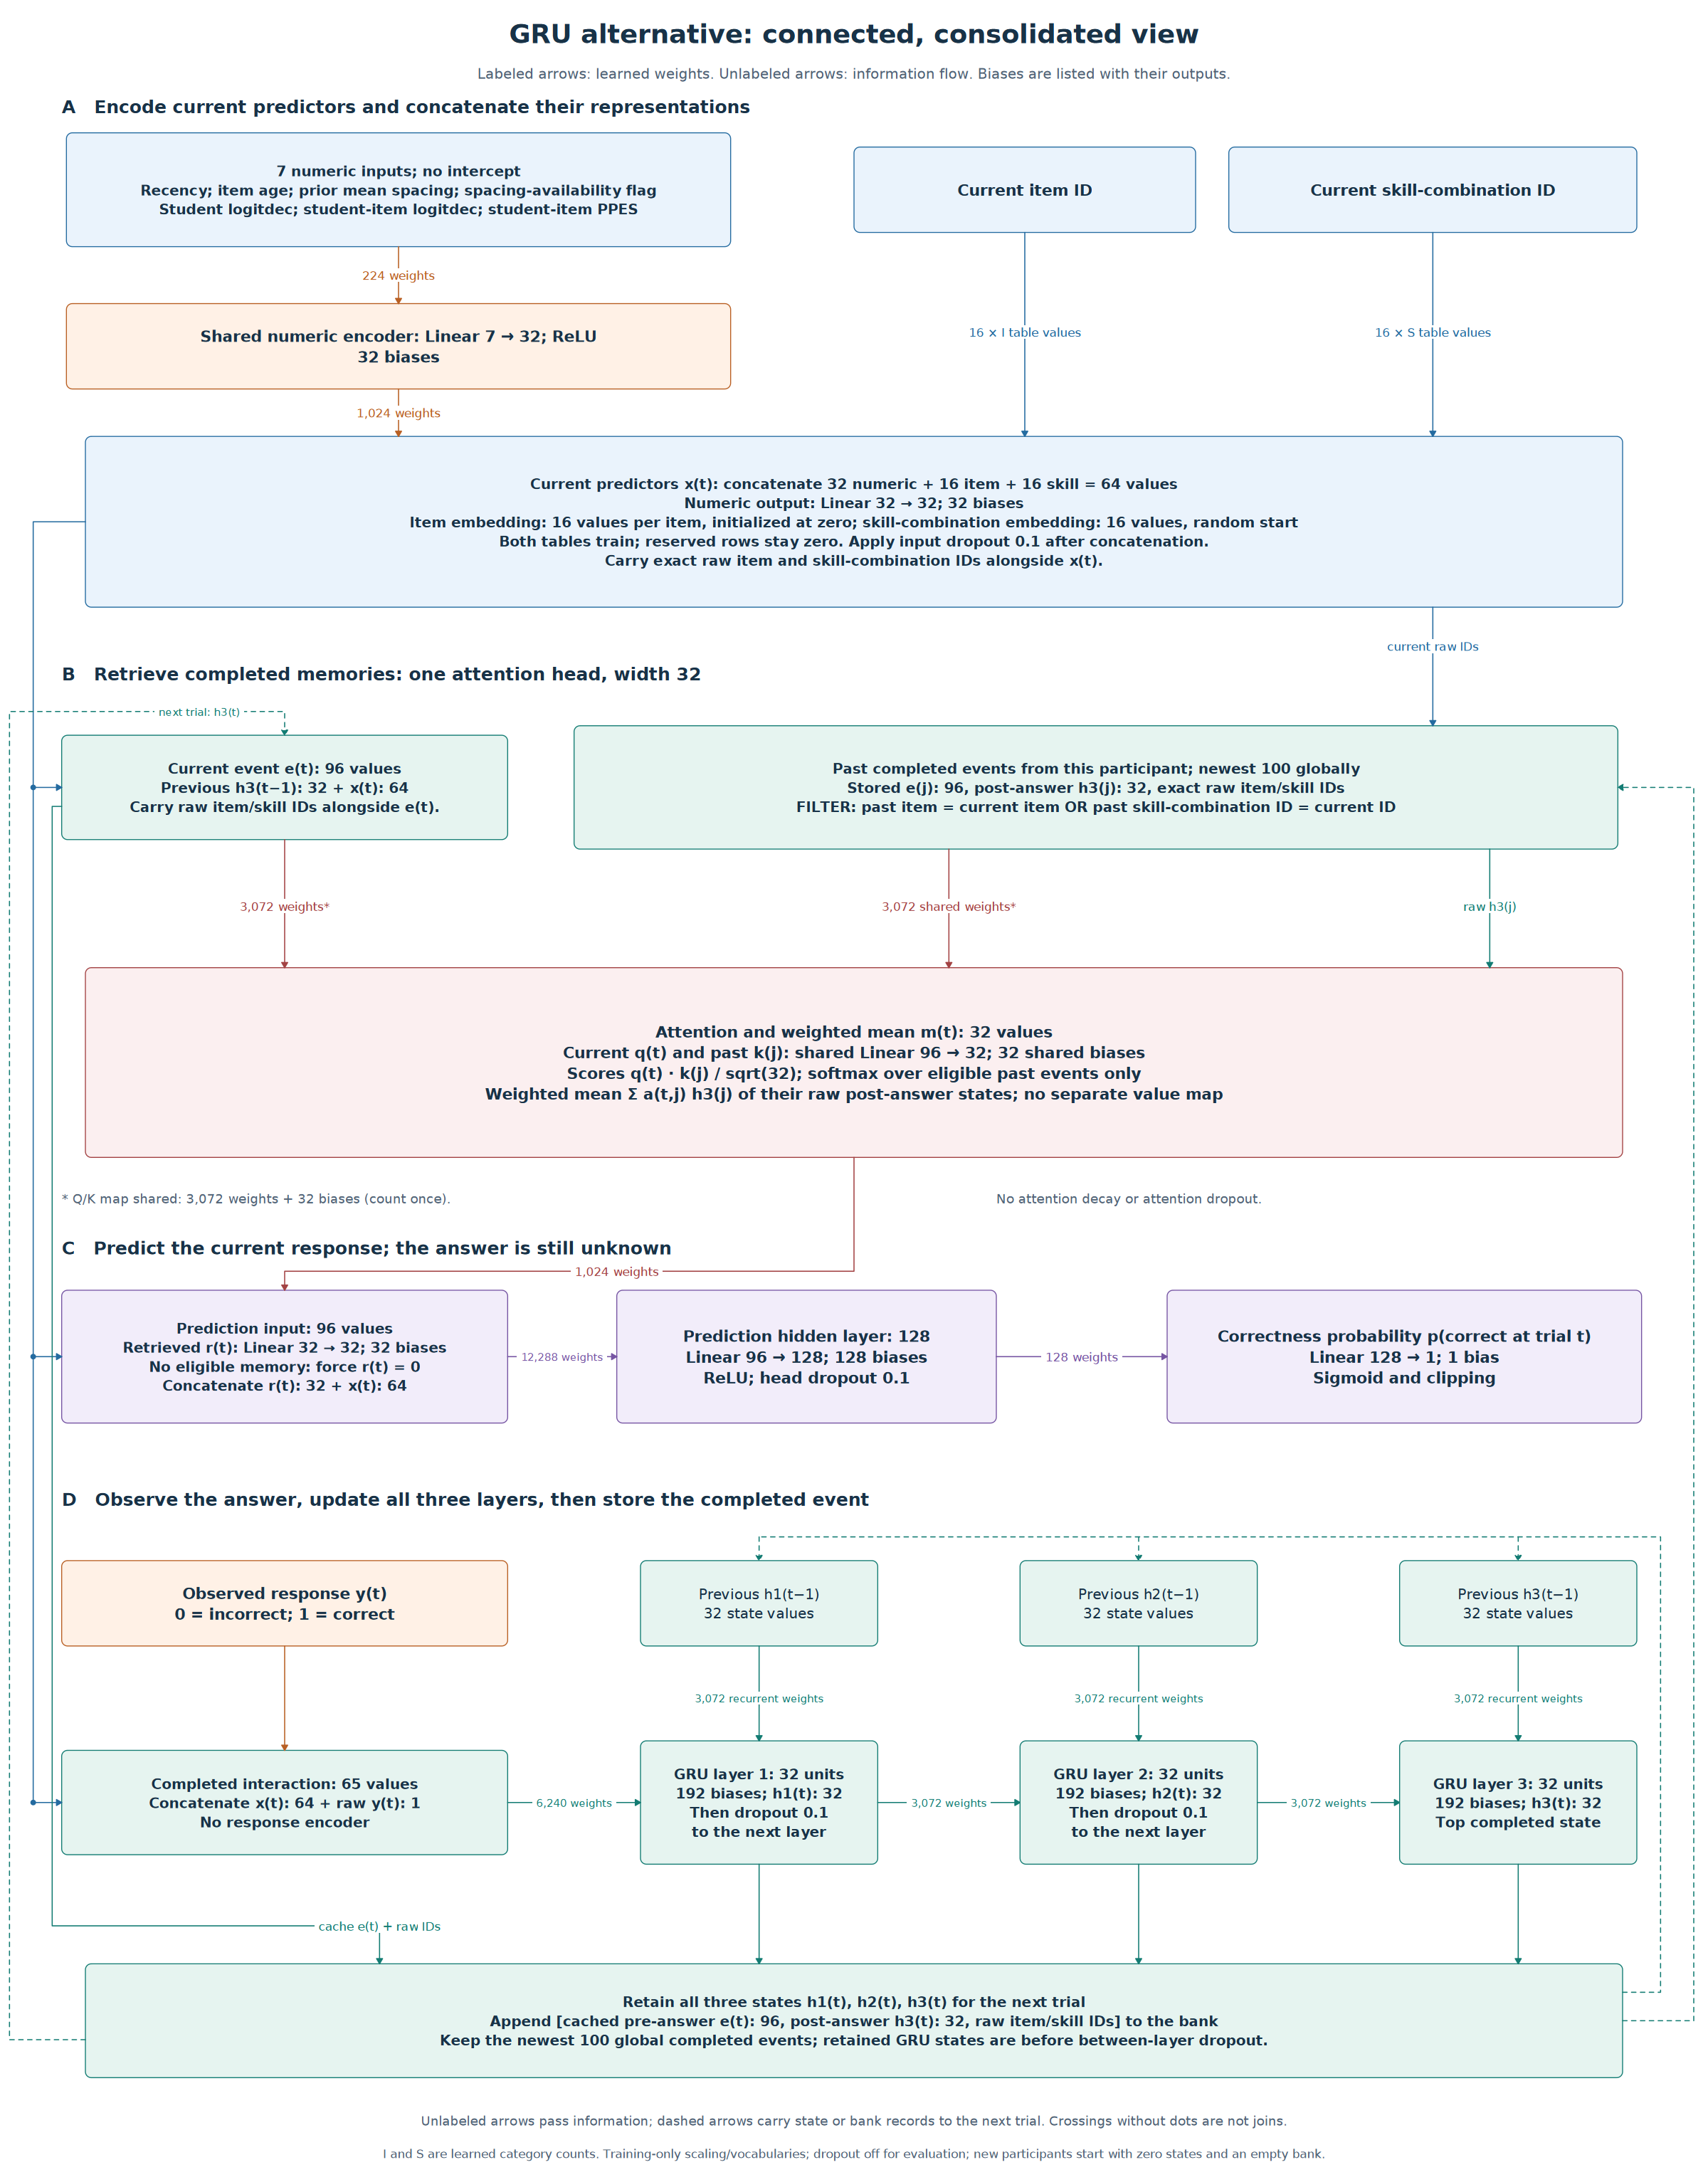 GRU alternative: connected, consolidated view
Labeled arrows: learned weights. Unlabeled arrows: information flow. Biases are listed with their outputs.
A Encode current predictors and concatenate their representations
7 numeric inputs; no intercept
Recency; item age; prior mean spacing; spacing-availability flag
Student logitdec; student-item logitdec; student-item PPES
Current item ID
Current skill-combination ID
224 weights
Shared numeric encoder: Linear 7 → 32; ReLU
32 biases
16 × I table values
16 × S table values
1,024 weights
Current predictors x(t): concatenate 32 numeric + 16 item + 16 skill = 64 values
Numeric output: Linear 32 → 32; 32 biases
Item embedding: 16 values per item, initialized at zero; skill-combination embedding: 16 values, random start
Both tables train; reserved rows stay zero. Apply input dropout 0.1 after concatenation.
Carry exact raw item and skill-combination IDs alongside x(t).
current raw IDs
B Retrieve completed memories: one attention head, width 32
next trial: h3(t)
Current event e(t): 96 values
Previous h3(t−1): 32 + x(t): 64
Carry raw item/skill IDs alongside e(t).
Past completed events from this participant; newest 100 globally
Stored e(j): 96, post-answer h3(j): 32, exact raw item/skill IDs
FILTER: past item = current item OR past skill-combination ID = current ID
3,072 weights*
3,072 shared weights*
raw h3(j)
Attention and weighted mean m(t): 32 values
Current q(t) and past k(j): shared Linear 96 → 32; 32 shared biases
Scores q(t) · k(j) / sqrt(32); softmax over eligible past events only
Weighted mean Σ a(t,j) h3(j) of their raw post-answer states; no separate value map
* Q/K map shared: 3,072 weights + 32 biases (count once).
No attention decay or attention dropout.
C Predict the current response; the answer is still unknown
1,024 weights
Prediction input: 96 values
Retrieved r(t): Linear 32 → 32; 32 biases
No eligible memory: force r(t) = 0
Concatenate r(t): 32 + x(t): 64
12,288 weights
Prediction hidden layer: 128
Linear 96 → 128; 128 biases
ReLU; head dropout 0.1
128 weights
Correctness probability p(correct at trial t)
Linear 128 → 1; 1 bias
Sigmoid and clipping
D Observe the answer, update all three layers, then store the completed event
Observed response y(t)
0 = incorrect; 1 = correct
Previous h1(t−1)
32 state values
Previous h2(t−1)
32 state values
Previous h3(t−1)
32 state values
3,072 recurrent weights
3,072 recurrent weights
3,072 recurrent weights
Completed interaction: 65 values
Concatenate x(t): 64 + raw y(t): 1
No response encoder
6,240 weights
GRU layer 1: 32 units
192 biases; h1(t): 32
Then dropout 0.1
to the next layer
3,072 weights
GRU layer 2: 32 units
192 biases; h2(t): 32
Then dropout 0.1
to the next layer
3,072 weights
GRU layer 3: 32 units
192 biases; h3(t): 32
Top completed state
cache e(t) + raw IDs
Retain all three states h1(t), h2(t), h3(t) for the next trial
Append [cached pre-answer e(t): 96, post-answer h3(t): 32, raw item/skill IDs] to the bank
Keep the newest 100 global completed events; retained GRU states are before between-layer dropout.
Unlabeled arrows pass information; dashed arrows carry state or bank records to the next trial. Crossings without dots are not joins.
I and S are learned category counts. Training-only scaling/vocabularies; dropout off for evaluation; new participants start with zero states and an empty bank.